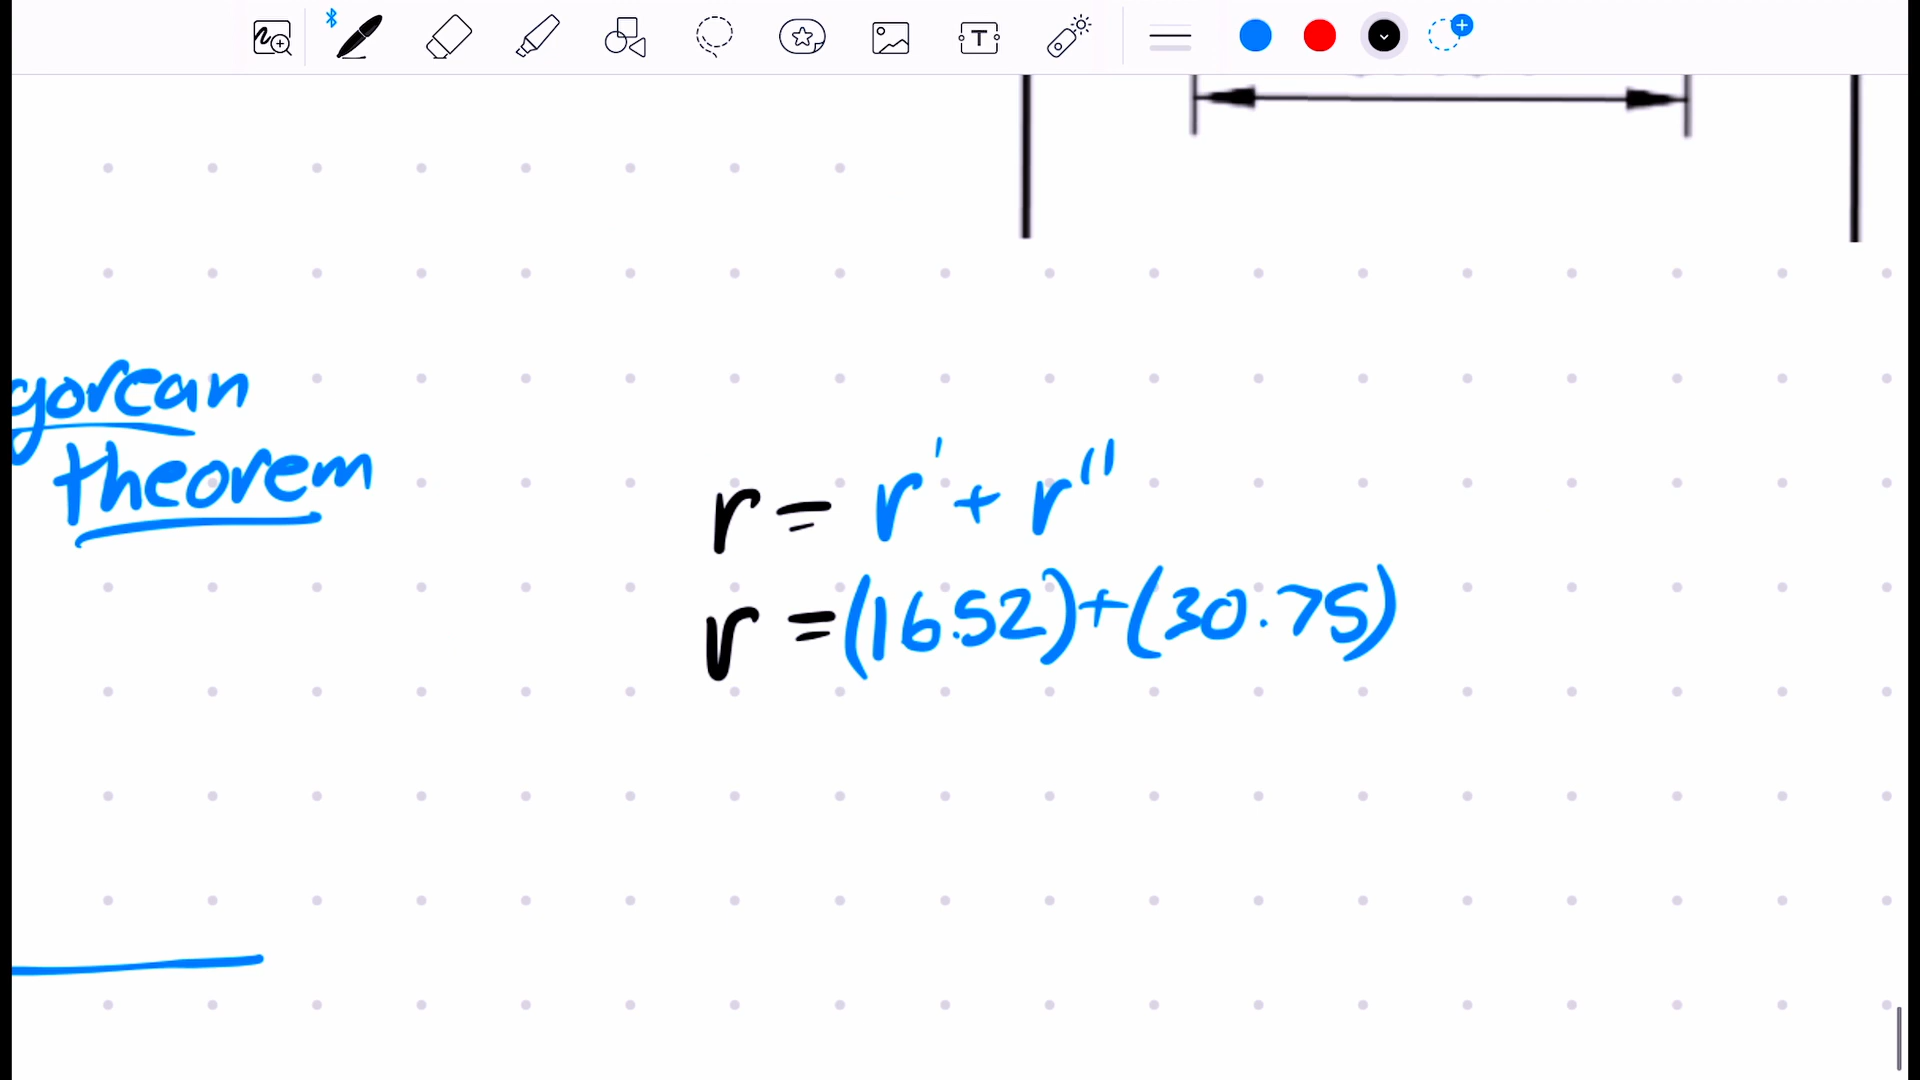 gorean
theorem
r = r' + r''
r = (16.52) + (30.75)
T